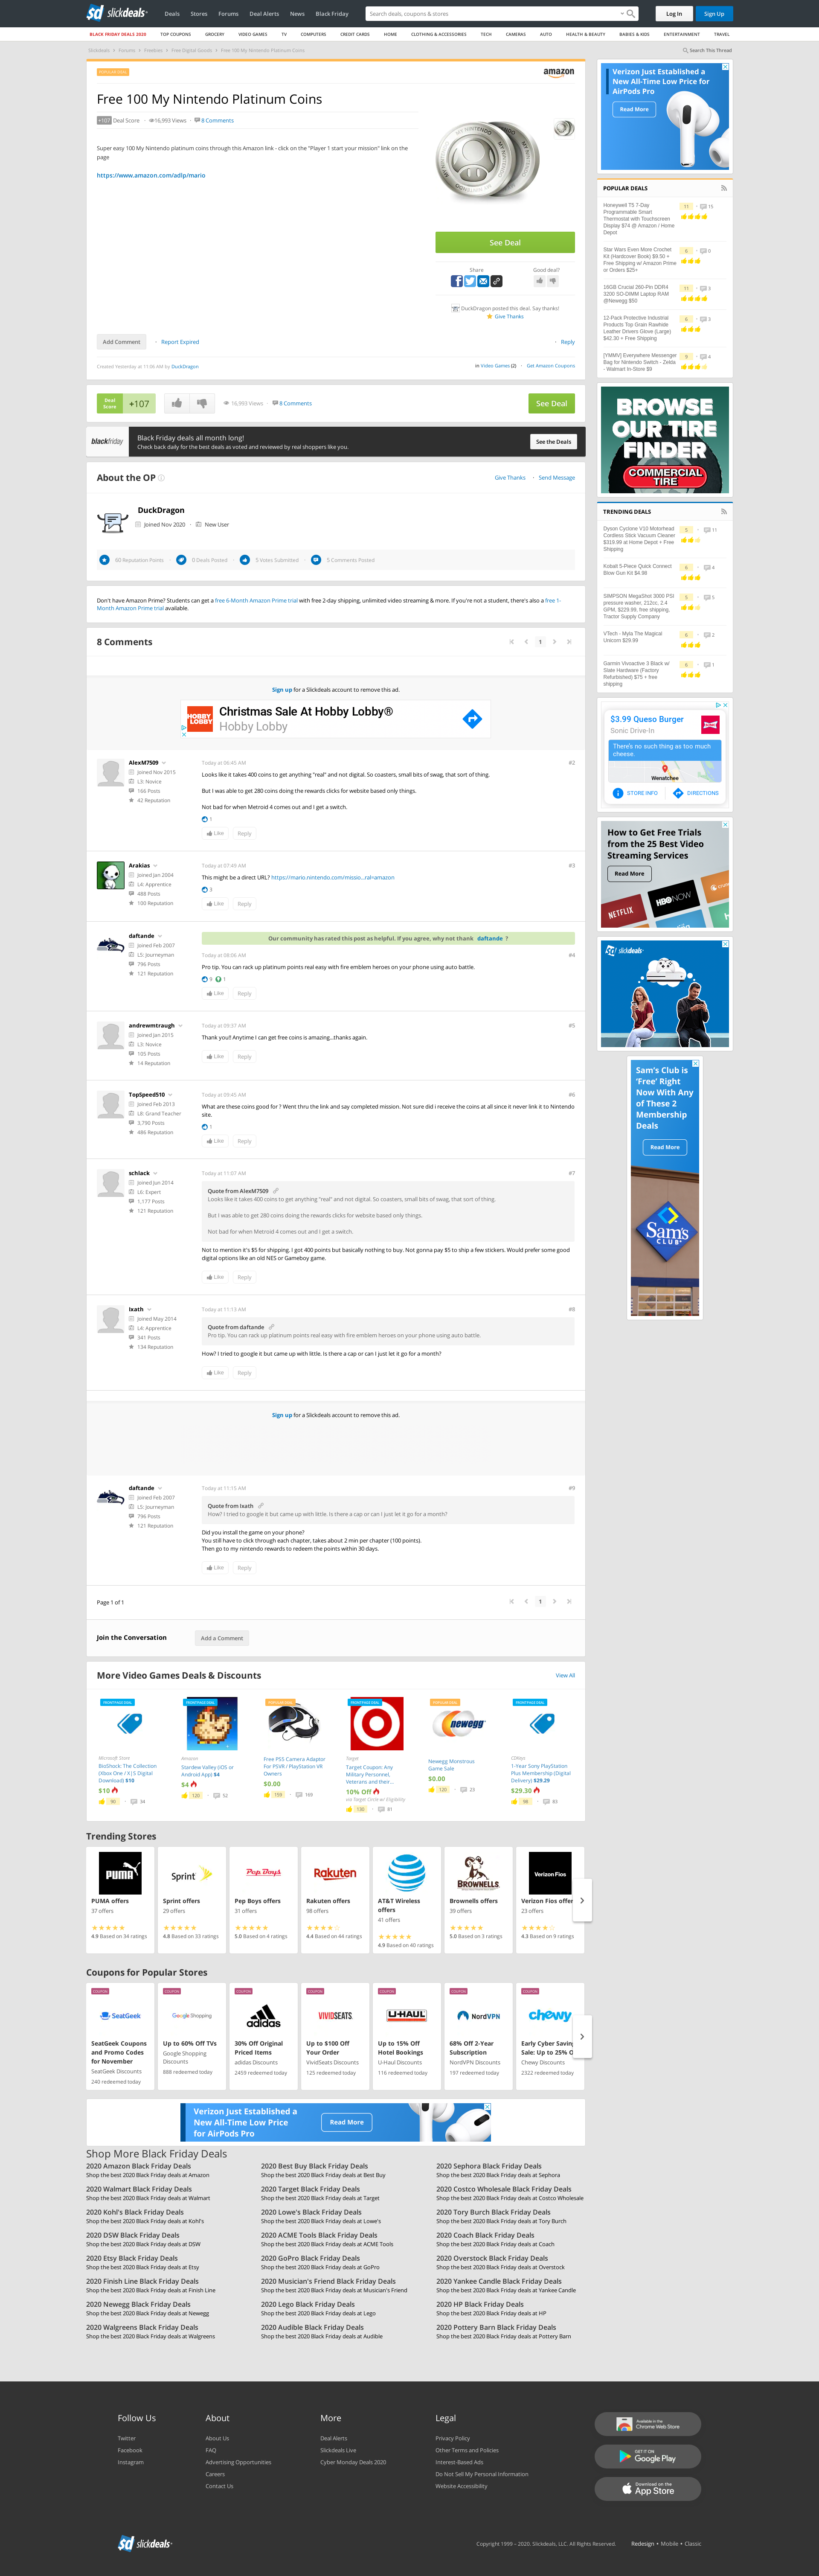 slickdeals
Deals Stores Forums Deal Alerts News Black Friday
Search deals, coupons & stores
Log In Sign Up
BLACK FRIDAY DEALS 2020 TOP COUPONS GROCERY VIDEO GAMES TV COMPUTERS CREDIT CARDS HOME CLOTHING & ACCESSORIES TECH CAMERAS AUTO HEALTH & BEAUTY BABIES & KIDS ENTERTAINMENT TRAVEL
Slickdeals > Forums > Freebies > Free Digital Goods > Free 100 My Nintendo Platinum Coins
Search This Thread
POPULAR DEAL
amazon
Free 100 My Nintendo Platinum Coins
+107 Deal Score 16,993 Views 8 Comments
Super easy 100 My Nintendo platinum coins through this Amazon link - click on the "Player 1 start your mission" link on the
page
https://www.amazon.com/adlp/mario
See Deal
Share Good deal?
DuckDragon posted this deal. Say thanks!
Give Thanks
Add Comment Report Expired Reply
Created Yesterday at 11:06 AM by DuckDragon
in Video Games (2) Get Amazon Coupons
Deal Score +107 16,993 Views 8 Comments See Deal
blackfriday
Black Friday deals all month long!
Check back daily for the best deals as voted and reviewed by real shoppers like you.
See the Deals
About the OP Give Thanks Send Message
DuckDragon
Joined Nov 2020 New User
60 Reputation Points 0 Deals Posted 5 Votes Submitted 5 Comments Posted
Don't have Amazon Prime? Students can get a free 6-Month Amazon Prime trial with free 2-day shipping, unlimited video streaming & more. If you're not a student, there's also a free 1-
Month Amazon Prime trial available.
8 Comments 1
Sign up for a Slickdeals account to remove this ad.
HOBBY LOBBY
Christmas Sale At Hobby Lobby®
Hobby Lobby
AlexM7509
Joined Nov 2015
L3: Novice
166 Posts
42 Reputation
Today at 06:45 AM #2
Looks like it takes 400 coins to get anything "real" and not digital. So coasters, small bits of swag, that sort of thing.
But I was able to get 280 coins doing the rewards clicks for website based only things.
Not bad for when Metroid 4 comes out and I get a switch.
1
Like Reply
Arakias
Joined Jan 2004
L4: Apprentice
488 Posts
100 Reputation
Today at 07:49 AM #3
This might be a direct URL? https://mario.nintendo.com/missio...ral=amazon
3
Like Reply
daftande
Joined Feb 2007
L5: Journeyman
796 Posts
121 Reputation
Our community has rated this post as helpful. If you agree, why not thank daftande ?
Today at 08:06 AM #4
Pro tip. You can rack up platinum points real easy with fire emblem heroes on your phone using auto battle.
9 1
Like Reply
andrewmtraugh
Joined Jan 2015
L3: Novice
105 Posts
14 Reputation
Today at 09:37 AM #5
Thank you!! Anytime I can get free coins is amazing...thanks again.
Like Reply
TopSpeed510
Joined Feb 2013
L8: Grand Teacher
3,790 Posts
486 Reputation
Today at 09:45 AM #6
What are these coins good for ? Went thru the link and say completed mission. Not sure did i receive the coins at all since it never link it to Nintendo
site.
1
Like Reply
schlack
Joined Jun 2014
L6: Expert
1,177 Posts
121 Reputation
Today at 11:07 AM #7
Quote from AlexM7509
Looks like it takes 400 coins to get anything "real" and not digital. So coasters, small bits of swag, that sort of thing.
But I was able to get 280 coins doing the rewards clicks for website based only things.
Not bad for when Metroid 4 comes out and I get a switch.
Not to mention it's $5 for shipping. I got 400 points but basically nothing to buy. Not gonna pay $5 to ship a few stickers. Would prefer some good
digital options like an old NES or Gameboy game.
Like Reply
Ixath
Joined May 2014
L4: Apprentice
341 Posts
134 Reputation
Today at 11:13 AM #8
Quote from daftande
Pro tip. You can rack up platinum points real easy with fire emblem heroes on your phone using auto battle.
How? I tried to google it but came up with little. Is there a cap or can I just let it go for a month?
Like Reply
Sign up for a Slickdeals account to remove this ad.
daftande
Joined Feb 2007
L5: Journeyman
796 Posts
121 Reputation
Today at 11:15 AM #9
Quote from Ixath
How? I tried to google it but came up with little. Is there a cap or can I just let it go for a month?
Did you install the game on your phone?
You still have to click through each chapter, takes about 2 min per chapter (100 points).
Then go to my nintendo rewards to redeem the points within 30 days.
Like Reply
Page 1 of 1 1
Join the Conversation Add a Comment
More Video Games Deals & Discounts View All
FRONTPAGE DEAL
Microsoft Store
BioShock: The Collection
(Xbox One / X|S Digital
Download) $10
$10
90 34
FRONTPAGE DEAL
Amazon
Stardew Valley (iOS or
Android App) $4
$4
120 52
POPULAR DEAL
Free PS5 Camera Adaptor
For PSVR / PlayStation VR
Owners
$0.00
159 169
FRONTPAGE DEAL
Target
Target Coupon: Any
Military Personnel,
Veterans and their...
10% Off
via Target Circle w/ Eligibility
130 81
POPULAR DEAL
newegg
Newegg Monstrous
Game Sale
$0.00
120 23
FRONTPAGE DEAL
CDKeys
1-Year Sony PlayStation
Plus Membership (Digital
Delivery) $29.29
$29.30
98 83
Trending Stores
PUMA
PUMA offers
37 offers
4.9 Based on 34 ratings
Sprint
Sprint offers
29 offers
4.8 Based on 33 ratings
Pep Boys
Pep Boys offers
31 offers
5.0 Based on 4 ratings
Rakuten
Rakuten offers
98 offers
4.4 Based on 44 ratings
AT&T
AT&T Wireless
offers
41 offers
4.9 Based on 40 ratings
BROWNELLS
Brownells offers
39 offers
5.0 Based on 3 ratings
Verizon Fios
Verizon Fios offer
23 offers
4.3 Based on 9 ratings
Coupons for Popular Stores
COUPON
SeatGeek
SeatGeek Coupons
and Promo Codes
for November
SeatGeek Discounts
240 redeemed today
COUPON
Google Shopping
Up to 60% Off TVs
Google Shopping
Discounts
888 redeemed today
COUPON
adidas
30% Off Original
Priced Items
adidas Discounts
2459 redeemed today
COUPON
VIVIDSEATS
Up to $100 Off
Your Order
VividSeats Discounts
125 redeemed today
COUPON
U-HAUL
Up to 15% Off
Hotel Bookings
U-Haul Discounts
116 redeemed today
COUPON
NordVPN
68% Off 2-Year
Subscription
NordVPN Discounts
197 redeemed today
COUPON
chewy
Early Cyber Saving
Sale: Up to 25% O
Chewy Discounts
2322 redeemed today
Verizon Just Established a
New All-Time Low Price
for AirPods Pro
Read More
Shop More Black Friday Deals
2020 Amazon Black Friday Deals
Shop the best 2020 Black Friday deals at Amazon
2020 Best Buy Black Friday Deals
Shop the best 2020 Black Friday deals at Best Buy
2020 Sephora Black Friday Deals
Shop the best 2020 Black Friday deals at Sephora
2020 Walmart Black Friday Deals
Shop the best 2020 Black Friday deals at Walmart
2020 Target Black Friday Deals
Shop the best 2020 Black Friday deals at Target
2020 Costco Wholesale Black Friday Deals
Shop the best 2020 Black Friday deals at Costco Wholesale
2020 Kohl's Black Friday Deals
Shop the best 2020 Black Friday deals at Kohl's
2020 Lowe's Black Friday Deals
Shop the best 2020 Black Friday deals at Lowe's
2020 Tory Burch Black Friday Deals
Shop the best 2020 Black Friday deals at Tory Burch
2020 DSW Black Friday Deals
Shop the best 2020 Black Friday deals at DSW
2020 ACME Tools Black Friday Deals
Shop the best 2020 Black Friday deals at ACME Tools
2020 Coach Black Friday Deals
Shop the best 2020 Black Friday deals at Coach
2020 Etsy Black Friday Deals
Shop the best 2020 Black Friday deals at Etsy
2020 GoPro Black Friday Deals
Shop the best 2020 Black Friday deals at GoPro
2020 Overstock Black Friday Deals
Shop the best 2020 Black Friday deals at Overstock
2020 Finish Line Black Friday Deals
Shop the best 2020 Black Friday deals at Finish Line
2020 Musician's Friend Black Friday Deals
Shop the best 2020 Black Friday deals at Musician's Friend
2020 Yankee Candle Black Friday Deals
Shop the best 2020 Black Friday deals at Yankee Candle
2020 Newegg Black Friday Deals
Shop the best 2020 Black Friday deals at Newegg
2020 Lego Black Friday Deals
Shop the best 2020 Black Friday deals at Lego
2020 HP Black Friday Deals
Shop the best 2020 Black Friday deals at HP
2020 Walgreens Black Friday Deals
Shop the best 2020 Black Friday deals at Walgreens
2020 Audible Black Friday Deals
Shop the best 2020 Black Friday deals at Audible
2020 Pottery Barn Black Friday Deals
Shop the best 2020 Black Friday deals at Pottery Barn
Verizon Just Established a
New All-Time Low Price for
AirPods Pro
Read More
POPULAR DEALS
Honeywell T5 7-Day
Programmable Smart
Thermostat with Touchscreen
Display $74 @ Amazon / Home
Depot
11 15
Star Wars Even More Crochet
Kit (Hardcover Book) $9.50 +
Free Shipping w/ Amazon Prime
or Orders $25+
6 0
16GB Crucial 260-Pin DDR4
3200 SO-DIMM Laptop RAM
@Newegg $50
11 3
12-Pack Protective Industrial
Products Top Grain Rawhide
Leather Drivers Glove (Large)
$42.30 + Free Shipping
6 3
[YMMV] Everywhere Messenger
Bag for Nintendo Switch - Zelda
- Walmart In-Store $9
9 4
BROWSE
OUR TIRE
FINDER
COMMERCIAL
TIRE
TRENDING DEALS
Dyson Cyclone V10 Motorhead
Cordless Stick Vacuum Cleaner
$319.99 at Home Depot + Free
Shipping
5 11
Kobalt 5-Piece Quick Connect
Blow Gun Kit $4.98
6 4
SIMPSON MegaShot 3000 PSI
pressure washer, 212cc, 2.4
GPM, $229.99, free shipping,
Tractor Supply Company
5 5
VTech - Myla The Magical
Unicorn $29.99
6 2
Garmin Vivoactive 3 Black w/
Slate Hardware (Factory
Refurbished) $75 + free
shipping
6 1
$3.99 Queso Burger
Sonic Drive-In
There's no such thing as too much
cheese.
Wenatchee
STORE INFO DIRECTIONS
How to Get Free Trials
from the 25 Best Video
Streaming Services
Read More
NETFLIX
HBO NOW
slickdeals
Sam's Club is
'Free' Right
Now With Any
of These 2
Membership
Deals
Read More
Sam's
CLUB
Follow Us
Twitter
Facebook
Instagram
About
About Us
FAQ
Advertising Opportunities
Careers
Contact Us
More
Deal Alerts
Slickdeals Live
Cyber Monday Deals 2020
Legal
Privacy Policy
Other Terms and Policies
Interest-Based Ads
Do Not Sell My Personal Information
Website Accessibility
Available in the
Chrome Web Store
GET IT ON
Google Play
Download on the
App Store
slickdeals
Copyright 1999 – 2020. Slickdeals, LLC. All Rights Reserved. Redesign • Mobile • Classic